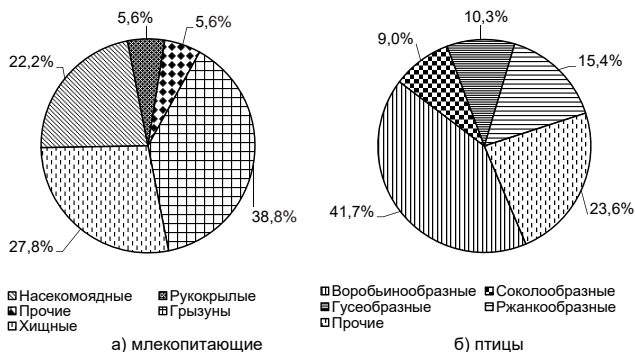 5,6%
5,6%
22,2%
38,8%
27,8%
10,3%
9,0%
15,4%
41,7%
23,6%
Насекомоядные Рукокрылые
Прочие Грызуны
Хищные
а) млекопитающие
Воробьинообразные Соколообразные
Гусеобразные Ржанкообразные
Прочие
б) птицы